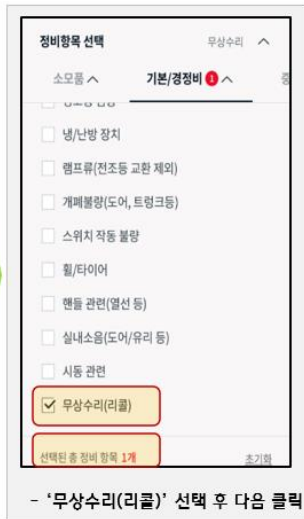 정비항목 선택 무상수리
소모품 기본/경정비 1 중
냉/난방 장치
램프류(전조등 교환 제외)
개폐불량(도어, 트렁크등)
스위치 작동 불량
휠/타이어
핸들 관련(열선 등)
실내소음(도어/유리 등)
시동 관련
무상수리(리콜)
선택된 총 정비 항목 1개 초기화
- ‘무상수리(리콜)’ 선택 후 다음 클릭